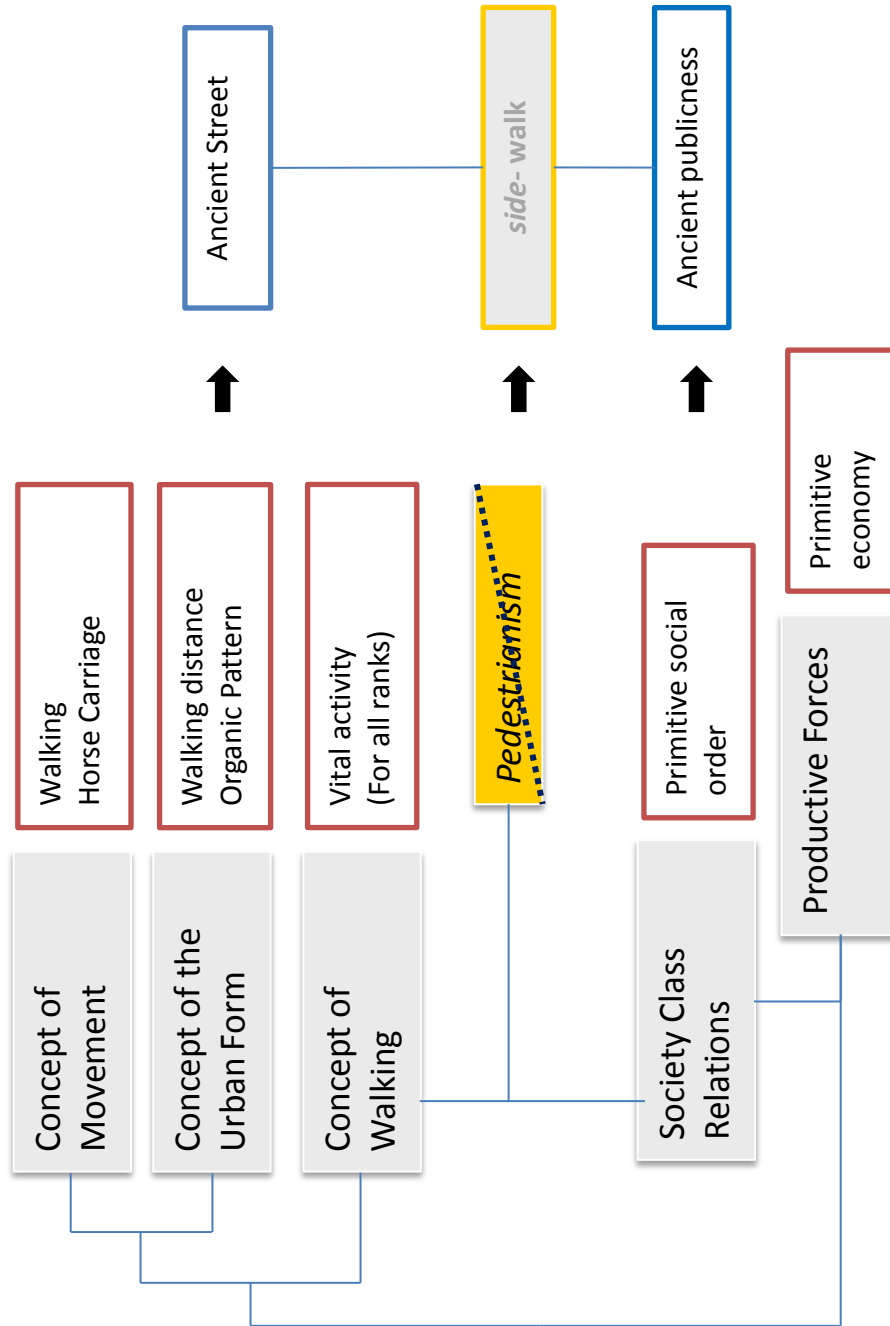 Concept of
Movement
Walking
Horse Carriage
Concept of the
Urban Form
Walking distance
Organic Pattern
Ancient Street
Concept of
Walking
Vital activity
(For all ranks)
Pedestrianism
side- walk
Society Class
Relations
Primitive social
order
Ancient publicness
Productive Forces
Primitive
economy